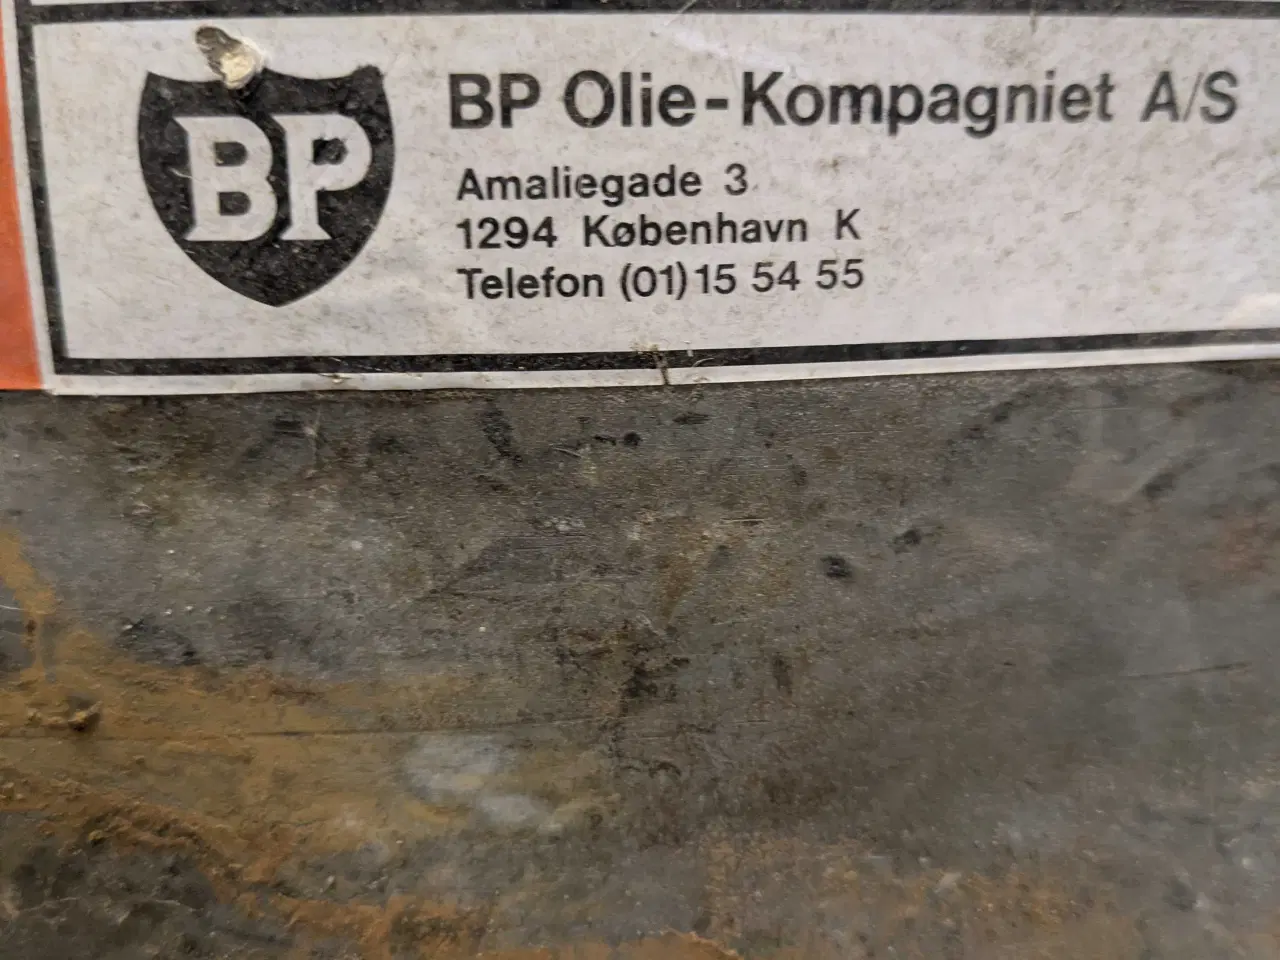 BP
BP Olie-Kompagniet A/S
Amaliegade 3
1294 København K
Telefon (01) 15 54 55